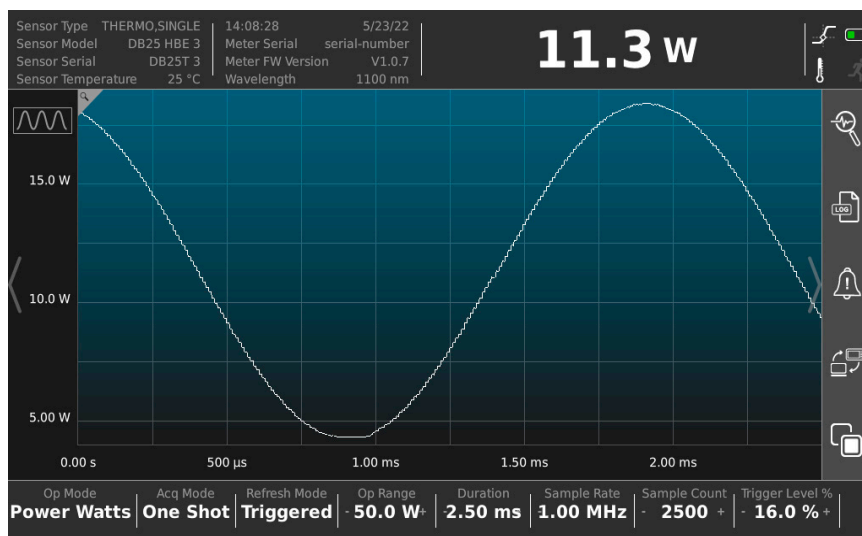 Sensor Type THERMO,SINGLE
Sensor Model DB25 HBE 3
Sensor Serial DB25T 3
Sensor Temperature 25 °C
14:08:28 5/23/22
Meter Serial serial-number
Meter FW Version V1.0.7
Wavelength 1100 nm
11.3 W
15.0 W
10.0 W
5.00 W
0.00 s 500 µs 1.00 ms 1.50 ms 2.00 ms
LOG
Op Mode Acq Mode Refresh Mode Op Range Duration Sample Rate Sample Count Trigger Level %
Power Watts One Shot Triggered - 50.0 W + - 2.50 ms 1.00 MHz - 2500 + - 16.0 % +